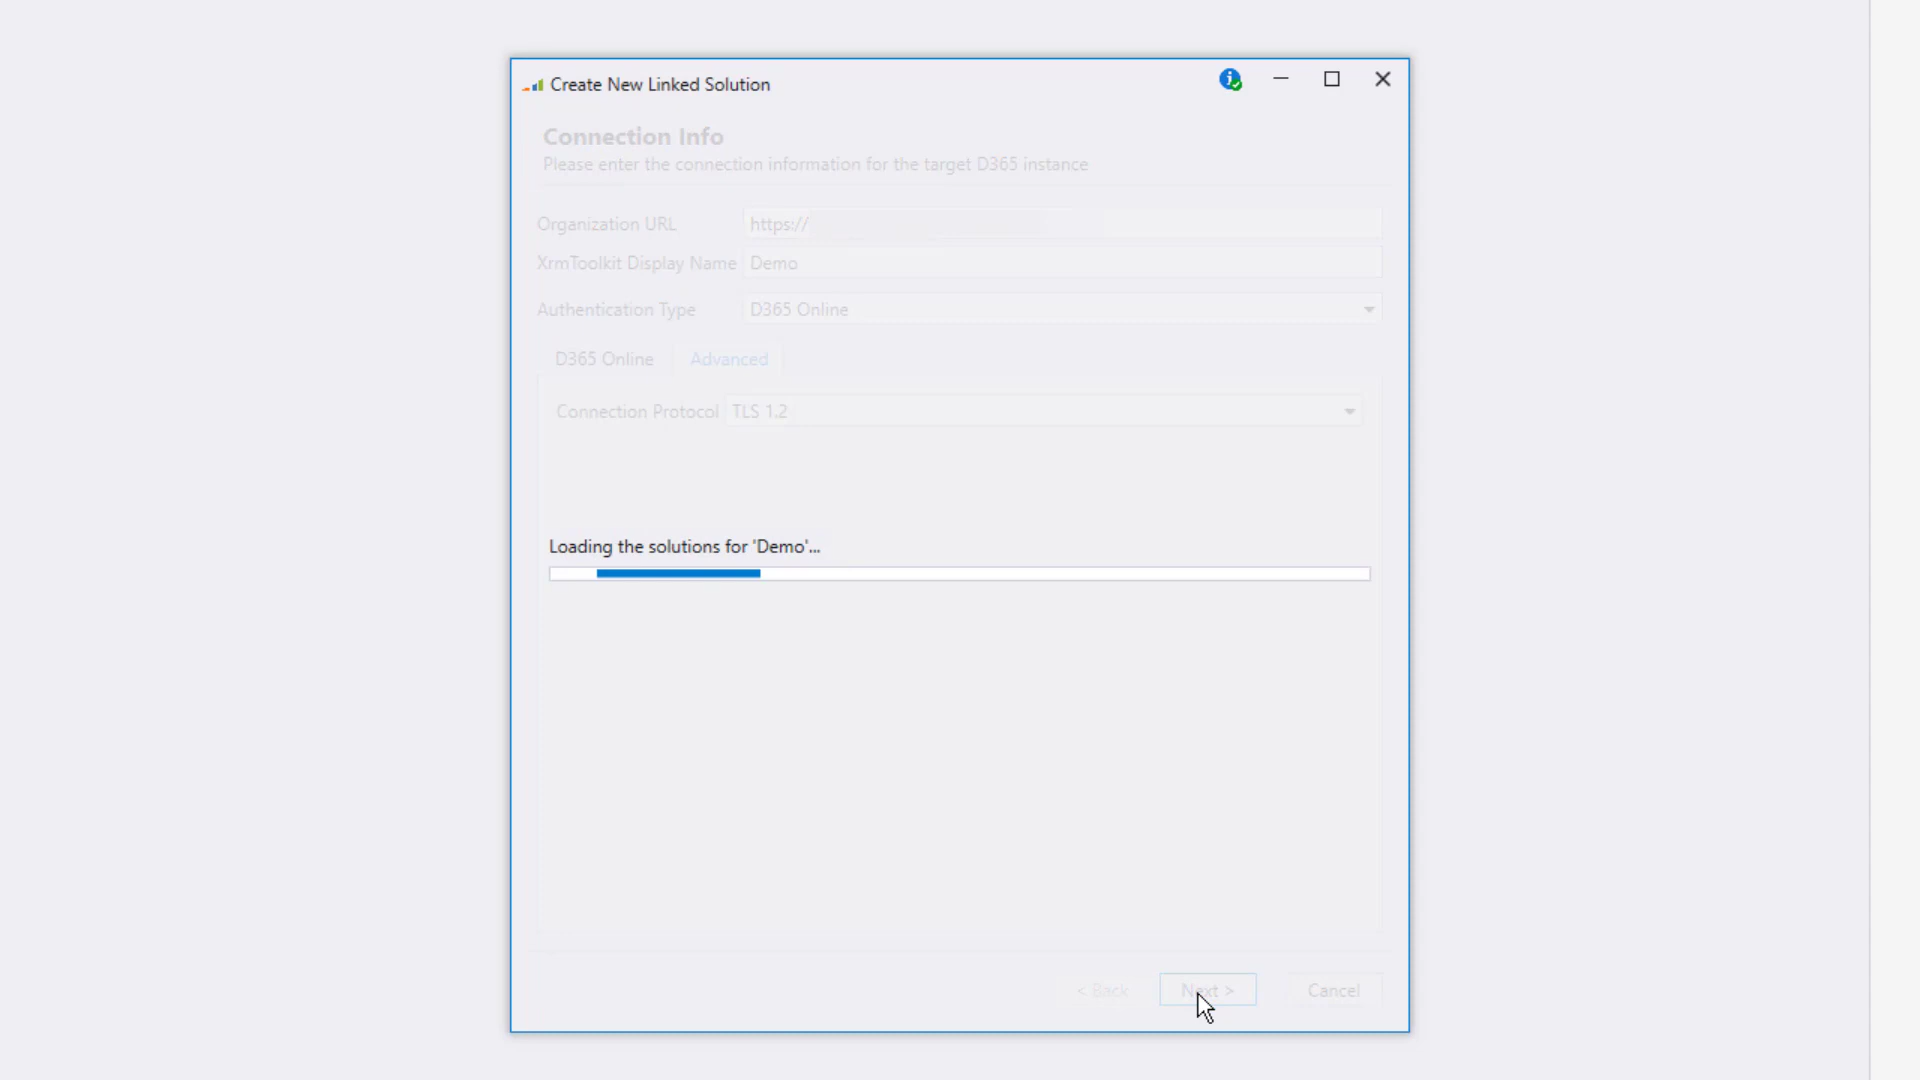 Create New Linked Solution
Connection Info
Please enter the connection information for the target D365 instance
Organization URL https://
XrmToolkit Display Name Demo
Authentication Type D365 Online
D365 Online Advanced
Connection Protocol TLS 1.2
Loading the solutions for 'Demo'...
< Back Next > Cancel